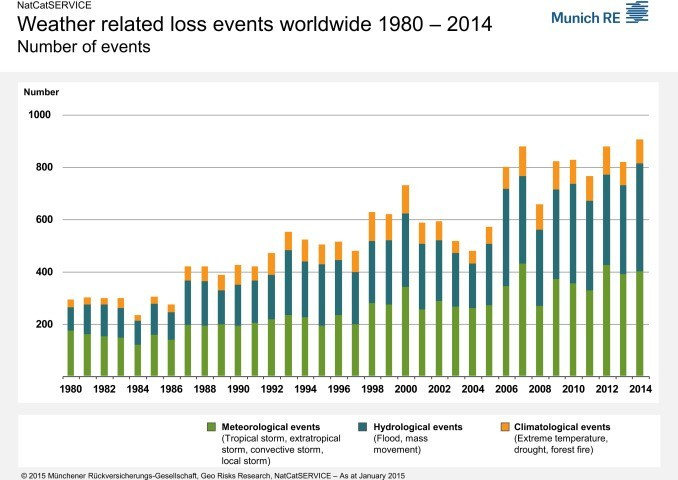 NatCatSERVICE
Weather related loss events worldwide 1980 – 2014
Number of events
Munich RE
Number
1000
800
600
400
200
1980 1982 1984 1986 1988 1990 1992 1994 1996 1998 2000 2002 2004 2006 2008 2010 2012 2014
Meteorological events
(Tropical storm, extratropical
storm, convective storm,
local storm)
Hydrological events
(Flood, mass
movement)
Climatological events
(Extreme temperature,
drought, forest fire)
© 2015 Münchener Rückversicherungs-Gesellschaft, Geo Risks Research, NatCatSERVICE – As at January 2015